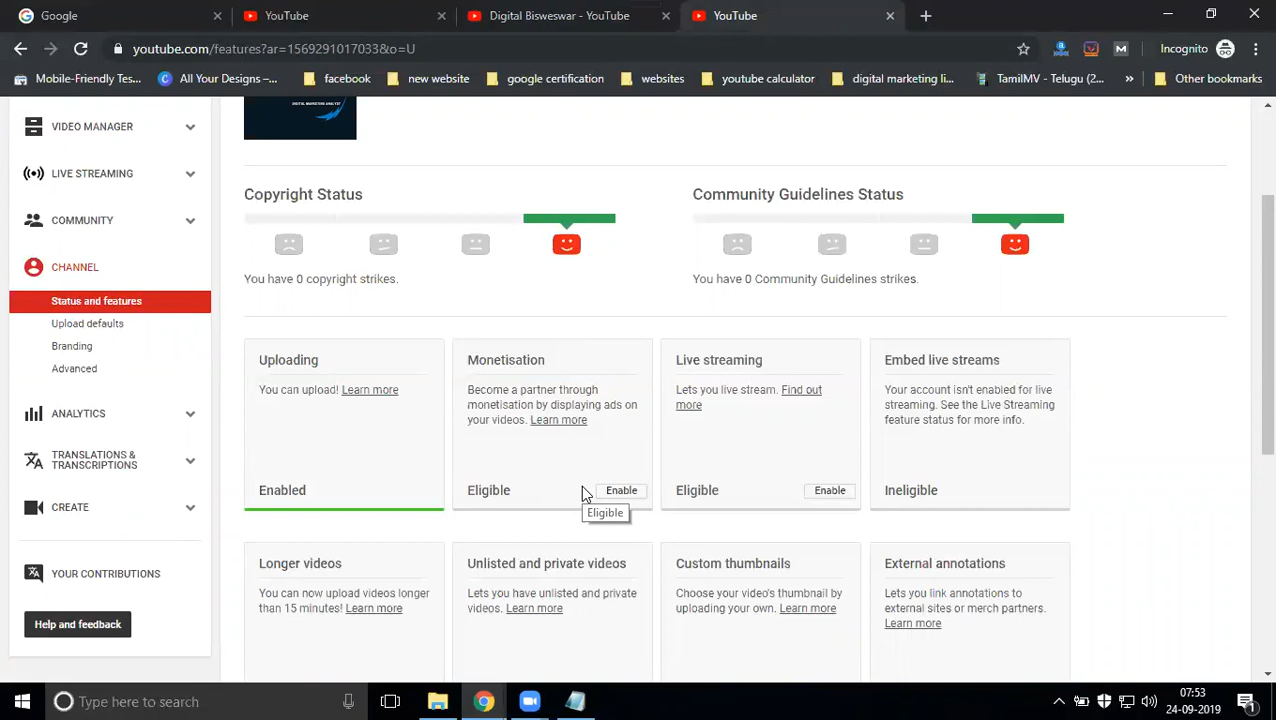 Google
YouTube
Digital Bisweswar - YouTube
YouTube
youtube.com/features?ar=1569291017033&o=U
Incognito
Mobile-Friendly Tes...
All Your Designs –...
facebook
new website
google certification
websites
youtube calculator
digital marketing li...
TamilMV - Telugu (2...
»
Other bookmarks
VIDEO MANAGER
LIVE STREAMING
COMMUNITY
CHANNEL
Status and features
Upload defaults
Branding
Advanced
ANALYTICS
TRANSLATIONS &
TRANSCRIPTIONS
CREATE
YOUR CONTRIBUTIONS
Help and feedback
DIGITAL MARKETING ANALYST
Copyright Status
You have 0 copyright strikes.
Community Guidelines Status
You have 0 Community Guidelines strikes.
Uploading
You can upload! Learn more
Enabled
Monetisation
Become a partner through
monetisation by displaying ads on
your videos. Learn more
Eligible
Enable
Eligible
Live streaming
Lets you live stream. Find out
more
Eligible
Enable
Embed live streams
Your account isn't enabled for live
streaming. See the Live Streaming
feature status for more info.
Ineligible
Longer videos
You can now upload videos longer
than 15 minutes! Learn more
Unlisted and private videos
Lets you have unlisted and private
videos. Learn more
Custom thumbnails
Choose your video's thumbnail by
uploading your own. Learn more
External annotations
Lets you link annotations to
external sites or merch partners.
Learn more
Type here to search
07:53
24-09-2019
1